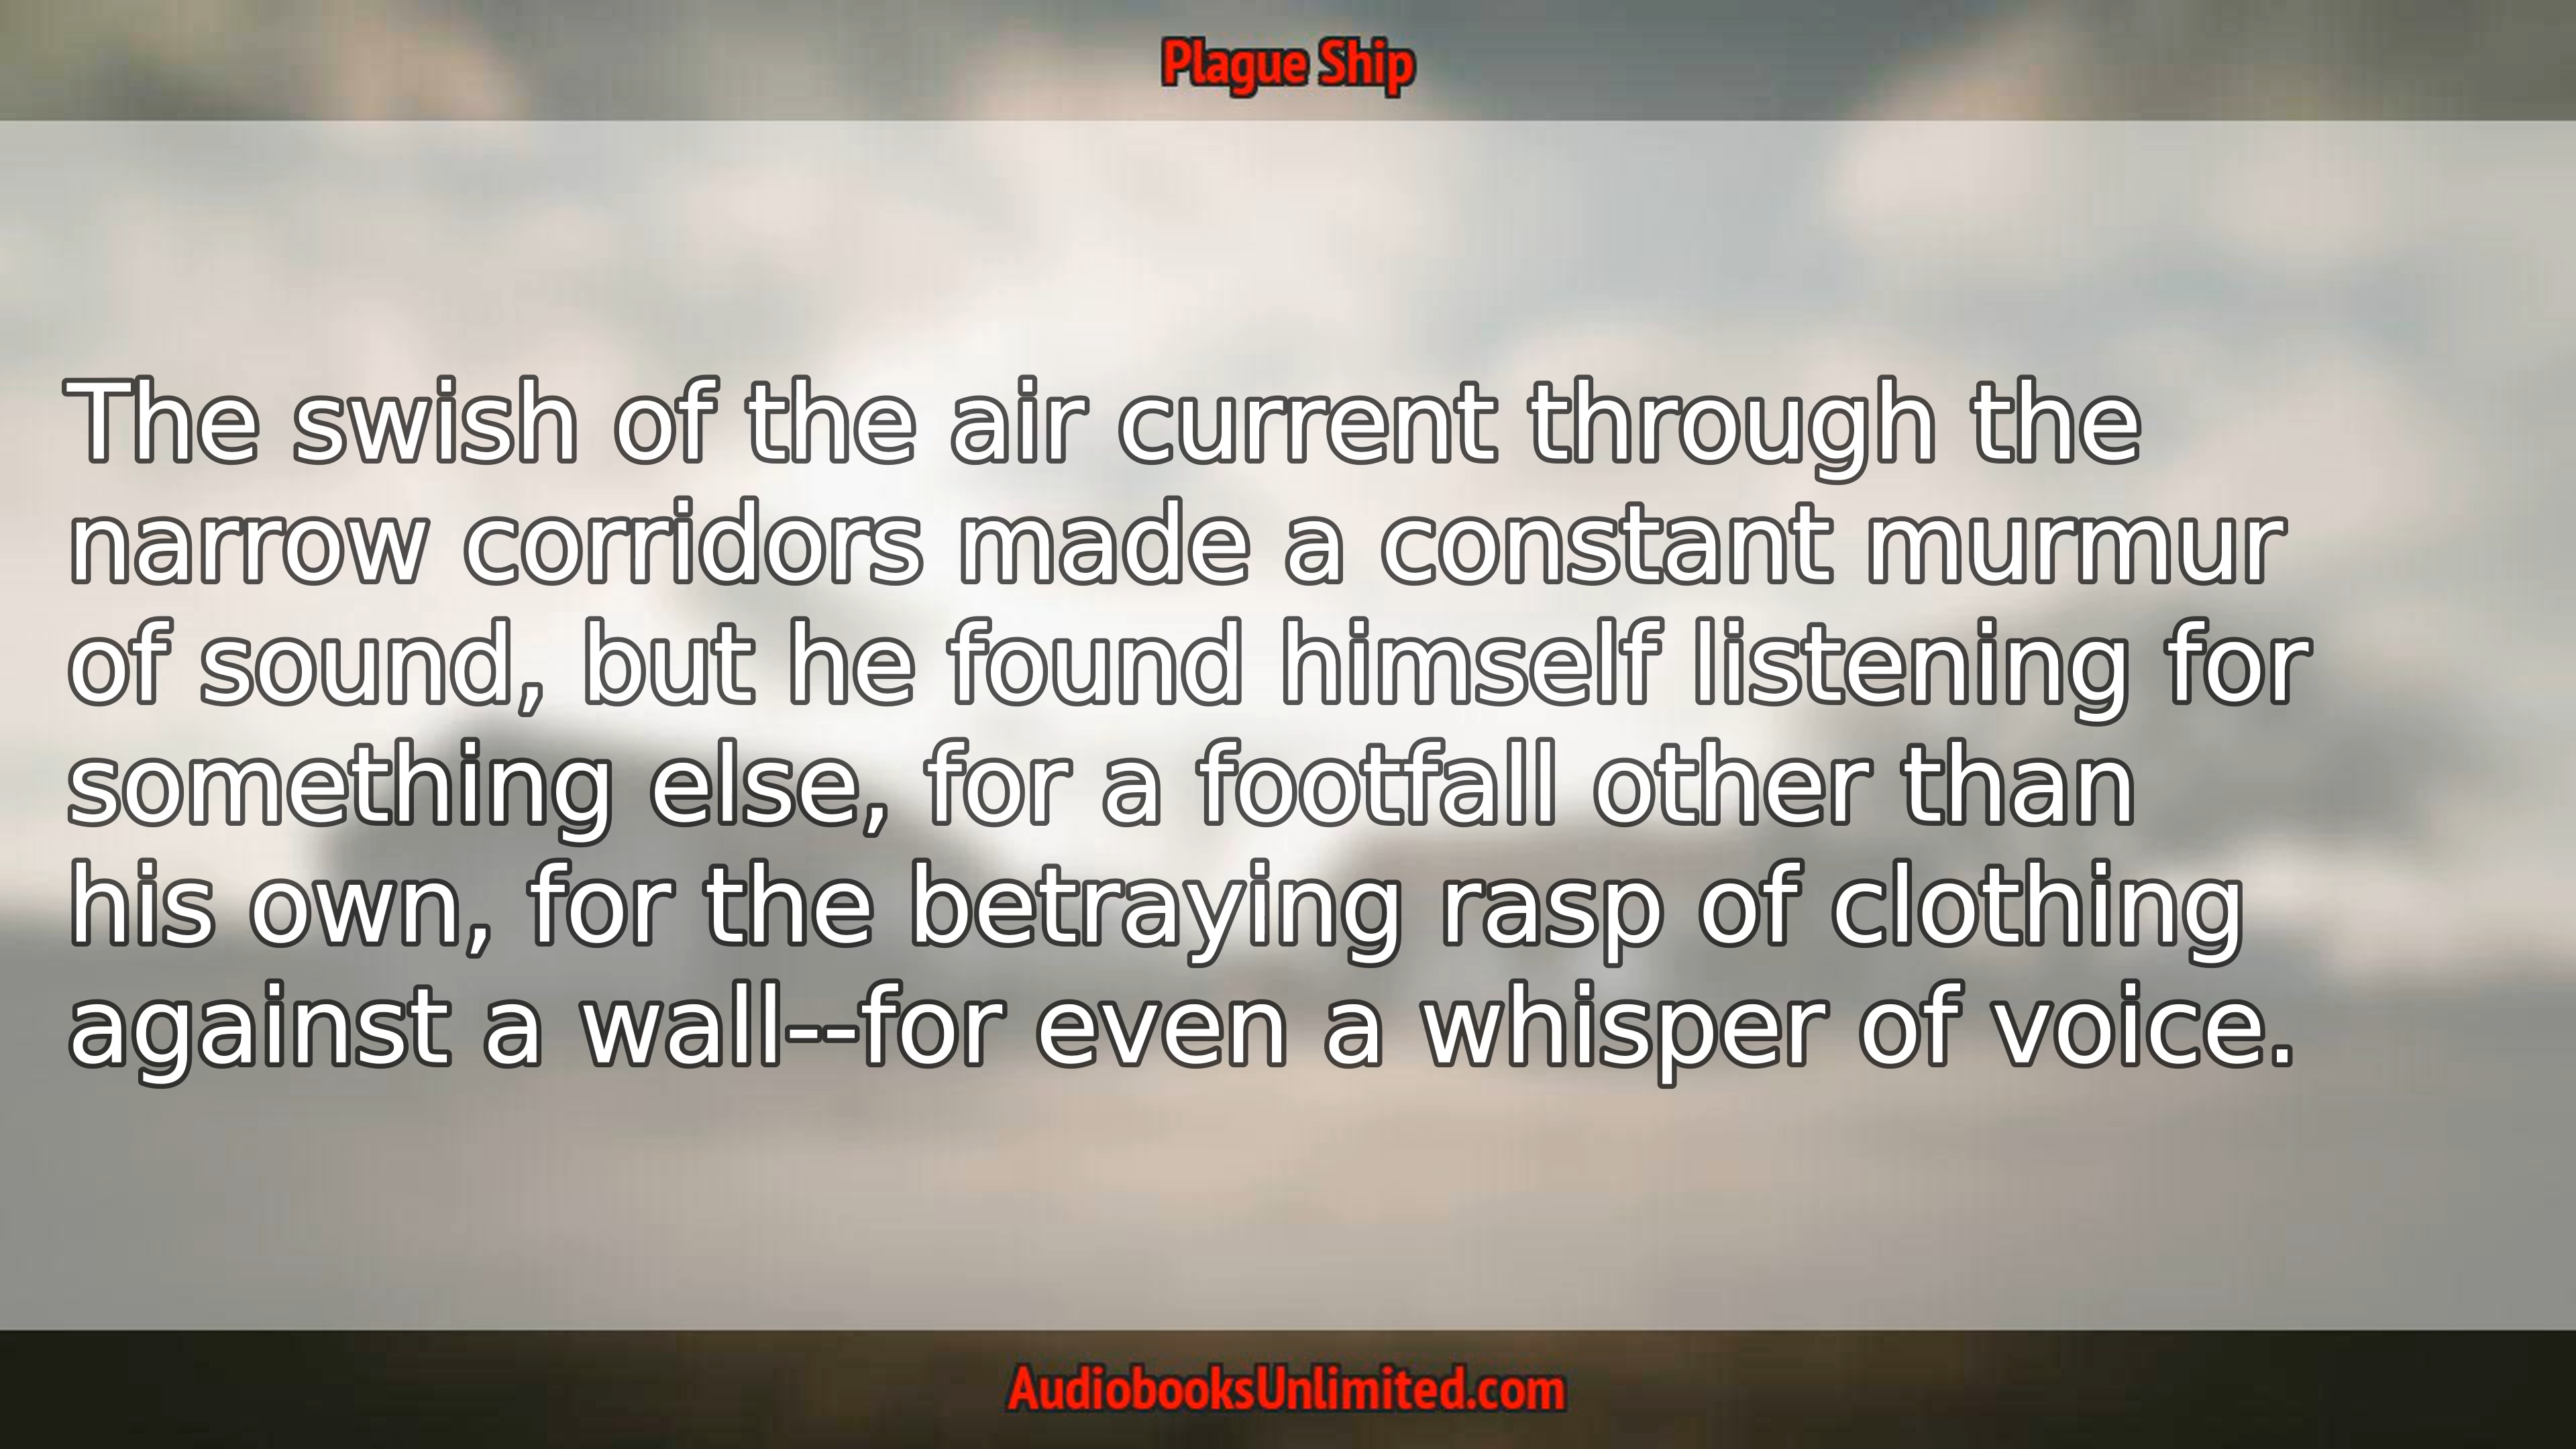 Plague Ship
The swish of the air current through the
narrow corridors made a constant murmur
of sound, but he found himself listening for
something else, for a footfall other than
his own, for the betraying rasp of clothing
against a wall--for even a whisper of voice.
AudiobooksUnlimited.com